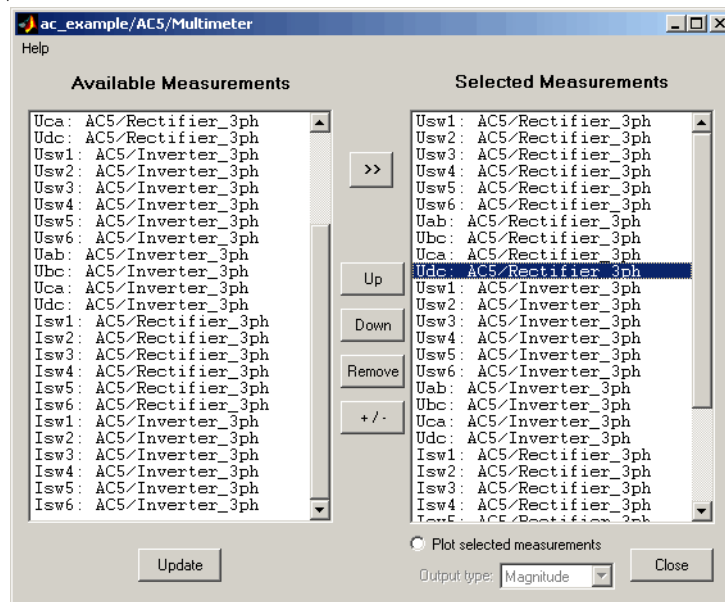 ac_example/AC5/Multimeter
Help
Available Measurements
Uca: AC5/Rectifier_3ph
Udc: AC5/Rectifier_3ph
Usw1: AC5/Inverter_3ph
Usw2: AC5/Inverter_3ph
Usw3: AC5/Inverter_3ph
Usw4: AC5/Inverter_3ph
Usw5: AC5/Inverter_3ph
Usw6: AC5/Inverter_3ph
Uab: AC5/Inverter_3ph
Ubc: AC5/Inverter_3ph
Uca: AC5/Inverter_3ph
Udc: AC5/Inverter_3ph
Isw1: AC5/Rectifier_3ph
Isw2: AC5/Rectifier_3ph
Isw3: AC5/Rectifier_3ph
Isw4: AC5/Rectifier_3ph
Isw5: AC5/Rectifier_3ph
Isw6: AC5/Rectifier_3ph
Isw1: AC5/Inverter_3ph
Isw2: AC5/Inverter_3ph
Isw3: AC5/Inverter_3ph
Isw4: AC5/Inverter_3ph
Isw5: AC5/Inverter_3ph
Isw6: AC5/Inverter_3ph
Update
>>
Up
Down
Remove
+ / -
Selected Measurements
Usw1: AC5/Rectifier_3ph
Usw2: AC5/Rectifier_3ph
Usw3: AC5/Rectifier_3ph
Usw4: AC5/Rectifier_3ph
Usw5: AC5/Rectifier_3ph
Usw6: AC5/Rectifier_3ph
Uab: AC5/Rectifier_3ph
Ubc: AC5/Rectifier_3ph
Uca: AC5/Rectifier_3ph
Udc: AC5/Rectifier_3ph
Usw1: AC5/Inverter_3ph
Usw2: AC5/Inverter_3ph
Usw3: AC5/Inverter_3ph
Usw4: AC5/Inverter_3ph
Usw5: AC5/Inverter_3ph
Usw6: AC5/Inverter_3ph
Uab: AC5/Inverter_3ph
Ubc: AC5/Inverter_3ph
Uca: AC5/Inverter_3ph
Udc: AC5/Inverter_3ph
Isw1: AC5/Rectifier_3ph
Isw2: AC5/Rectifier_3ph
Isw3: AC5/Rectifier_3ph
Isw4: AC5/Rectifier_3ph
Isw5: AC5/Rectifier_3ph
Plot selected measurements
Output type: Magnitude
Close